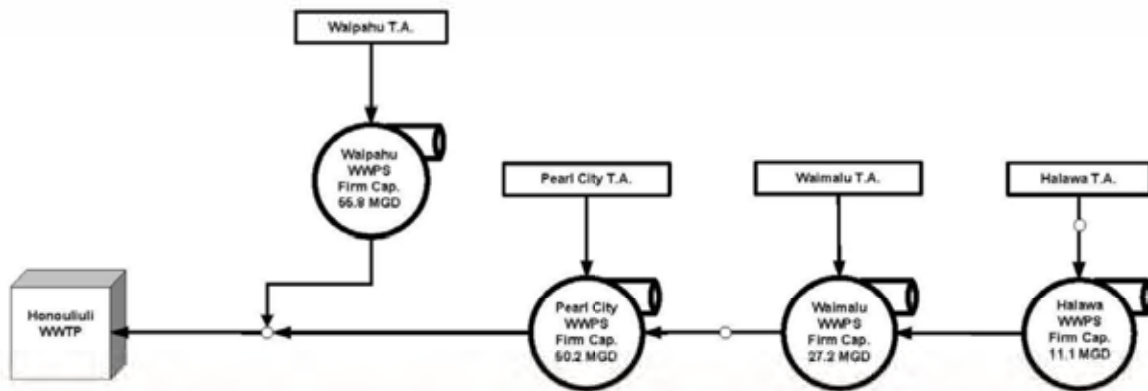 Waipahu T.A.
Waipahu
WWPS
Firm Cap.
55.8 MGD
Pearl City T.A.
Waimalu T.A.
Halawa T.A.
Honouliuli
WWTP
Pearl City
WWPS
Firm Cap.
50.2 MGD
Waimalu
WWPS
Firm Cap.
27.2 MGD
Halawa
WWPS
Firm Cap.
11.1 MGD